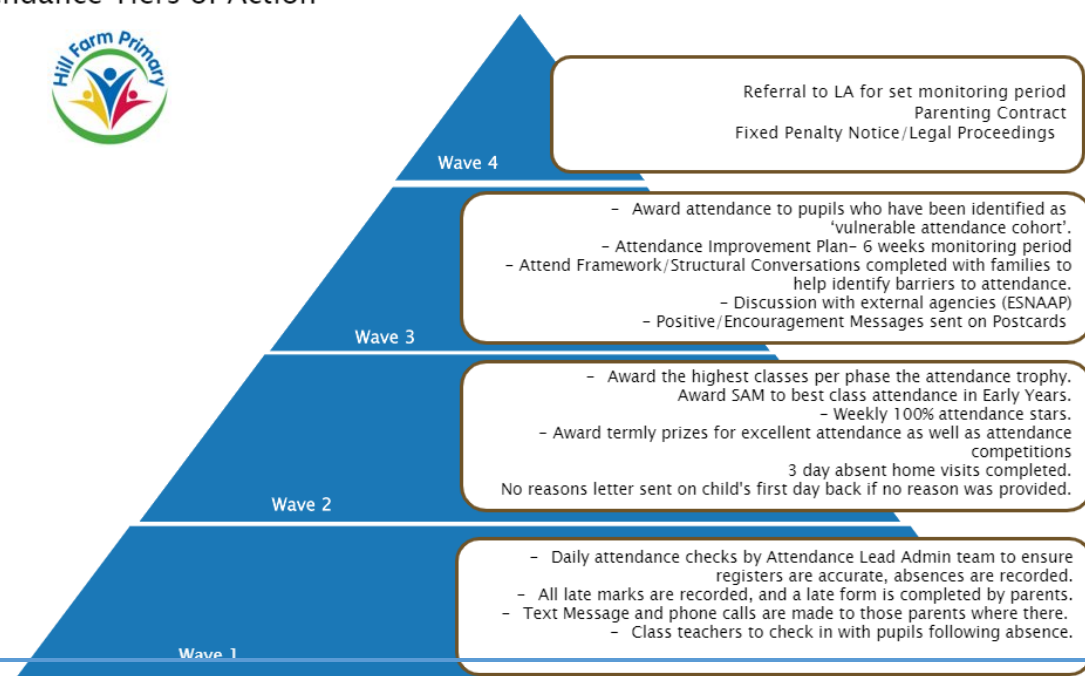 Tiers of Action
Hill Farm Primary
Referral to LA for set monitoring period
Parenting Contract
Fixed Penalty Notice/Legal Proceedings
Wave 4
- Award attendance to pupils who have been identified as
‘vulnerable attendance cohort’.
- Attendance Improvement Plan- 6 weeks monitoring period
- Attend Framework/Structural Conversations completed with families to
help identify barriers to attendance.
- Discussion with external agencies (ESNAAP)
- Positive/Encouragement Messages sent on Postcards
Wave 3
- Award the highest classes per phase the attendance trophy.
Award SAM to best class attendance in Early Years.
- Weekly 100% attendance stars.
- Award termly prizes for excellent attendance as well as attendance
competitions
3 day absent home visits completed.
No reasons letter sent on child's first day back if no reason was provided.
Wave 2
- Daily attendance checks by Attendance Lead Admin team to ensure
registers are accurate, absences are recorded.
- All late marks are recorded, and a late form is completed by parents.
- Text Message and phone calls are made to those parents where there.
- Class teachers to check in with pupils following absence.
Wave 1